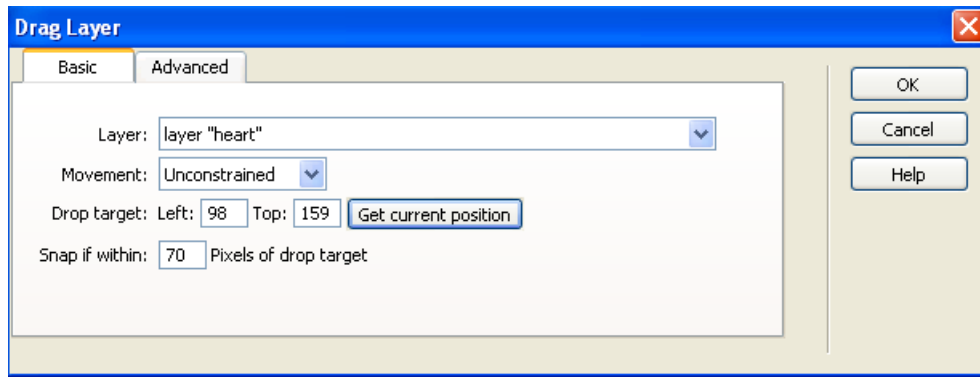 Drag Layer
Basic Advanced
OK
Layer: layer "heart"
Cancel
Movement: Unconstrained
Help
Drop target: Left: 98 Top: 159 Get current position
Snap if within: 70 Pixels of drop target